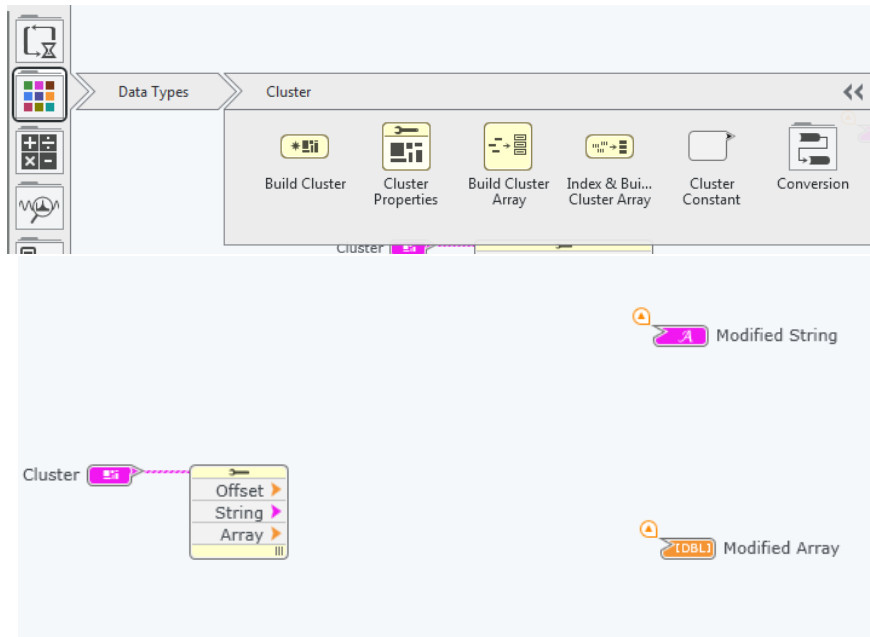 Data Types
Cluster
Build Cluster
Cluster
Properties
Build Cluster
Array
Index & Bui...
Cluster Array
Cluster
Constant
Conversion
Cluster
Modified String
Cluster
Offset
String
Array
[DBL]
Modified Array